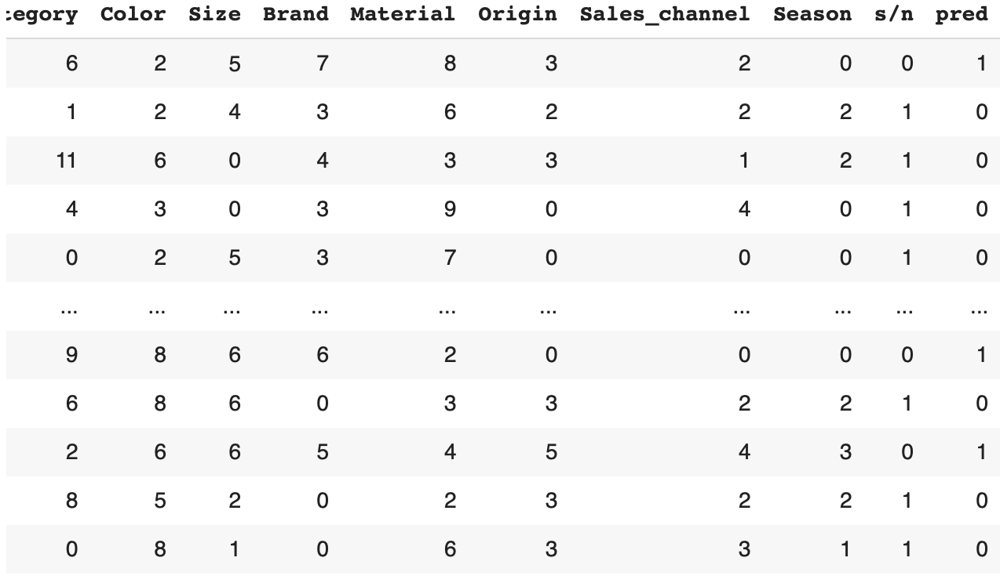 tegory Color Size Brand Material Origin Sales_channel Season s/n pred
6 2 5 7 8 3 2 0 0 1
1 2 4 3 6 2 2 2 1 0
11 6 0 4 3 3 1 2 1 0
4 3 0 3 9 0 4 0 1 0
0 2 5 3 7 0 0 0 1 0
... ... ... ... ... ... ... ... ... ...
9 8 6 6 2 0 0 0 0 1
6 8 6 0 3 3 2 2 1 0
2 6 6 5 4 5 4 3 0 1
8 5 2 0 2 3 2 2 1 0
0 8 1 0 6 3 3 1 1 0